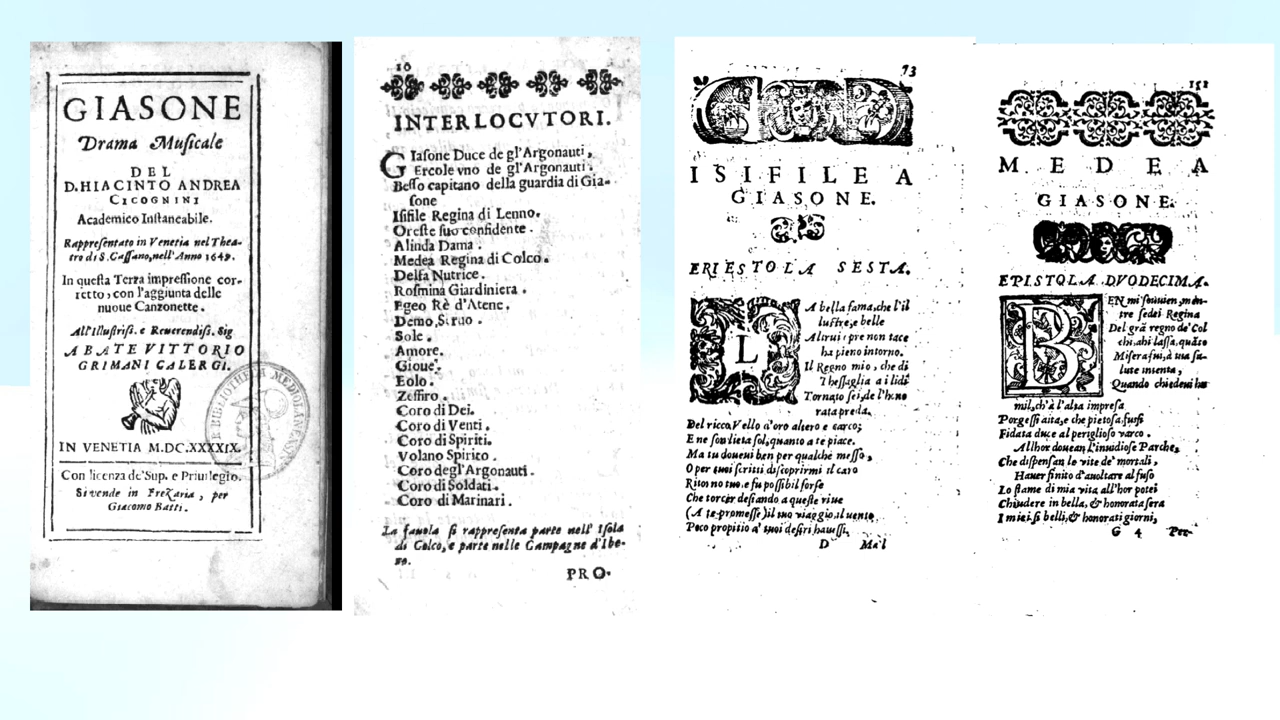 GIASONE
Drama Musicale
DEL
D. HIACINTO ANDREA
CICOGNINI
Academico Instancabile.
Rappresentato in Venetia nel Thea-
tro di S. Cassano, nell'Anno 1649.
In questa Terza impressione cor-
retto, con l'aggiunta delle
nuoue Canzonette.
All'Illustriss. e Reuerendiss. Sig
ABATE VITTORIO
GRIMANI CALERGI.
IN VENETIA M.DC.XXXXIX.
Con licenza de' Sup. e Priuilegio.
Si vende in Frezaria, per
Giacomo Batti.
10
INTERLOCVTORI.
GIasone Duce de gl'Argonauti,
Ercole vno de gl'Argonauti.
Besso capitano della guardia di Gia-
sone
Isifile Regina di Lenno.
Oreste suo confidente.
Alinda Dama.
Medea Regina di Colco.
Delfa Nutrice.
Rosmina Giardiniera.
Egeo Rè d'Atene.
Demo, Seruo.
Sole.
Amore.
Gioue.
Eolo.
Zeffiro.
Coro di Dei.
Coro di Venti.
Coro di Spiriti.
Volano Spirito.
Coro degl'Argonauti.
Coro di Soldati.
Coro di Marinari.
La fauola si rappresenta parte nell'Isola
di Colco, e parte nelle Campagne d'Ibe-
ro.
PRO-
73
ISIFILE A
GIASONE.
SESTA.
LA bella fama, che l'il
lustre, e belle
Altrui pre non tace
ha pieno intorno.
Il Regno mio, che di
Thessaglia a i lidi
Tornato sei, de l'
rata preda.
Del ricco Vello d'oro altero e carco;
E ne son lieta sol, quanto a te piace.
Ma tu doueui ben per qualche messo,
O per tuoi scritti discoprirmi il caro
Ritorno tuo, e fu possibil forse
Che torcer desiando a queste riue
(A te promesse) il tuo viaggio, il uento
Poco propitio a' tuoi desiri hauessi,
D
Ma'l
152
MEDEA
GIASONE.
EPISTOLA DVODECIMA.
BEN mi souuien, men-
tre sedei Regina
Del grã regno de' Col
chi, ahi lassa, quãto
Misera fui, à tua sa-
lute intenta,
Quando chiedeui
mil, ch'à l'alta impresa
Porgessi aita, e che pietosa fussi
Fidata duce al periglioso varco.
Allhor douean l'inuidiose Parche,
Che dispensan le vite de' mortali,
Hauer finito d'auoltare al fuso
Lo stame di mia vita all'hor potei
Chiudere in bella, & honorata sera
I miei sì belli, & honorati giorni,
G 4
Per-